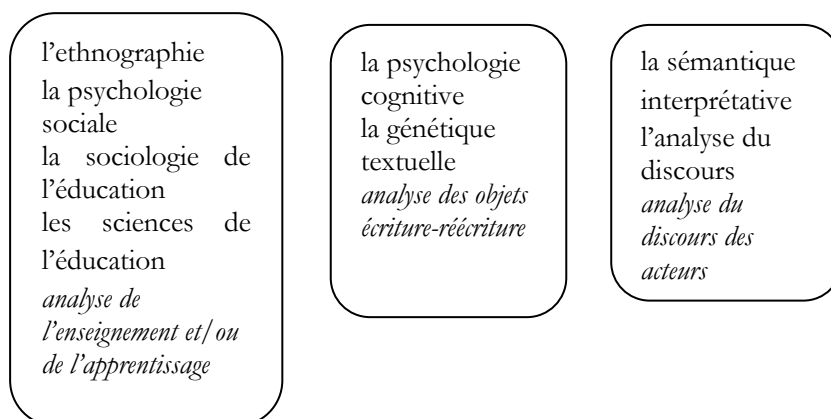 l’ethnographie
la psychologie
sociale
la sociologie de
l’éducation
les sciences de
l’éducation
analyse de
l’enseignement et/ou
de l’apprentissage
la psychologie
cognitive
la génétique
textuelle
analyse des objets
écriture-réécriture
la sémantique
interprétative
l’analyse du
discours
analyse du
discours des
acteurs